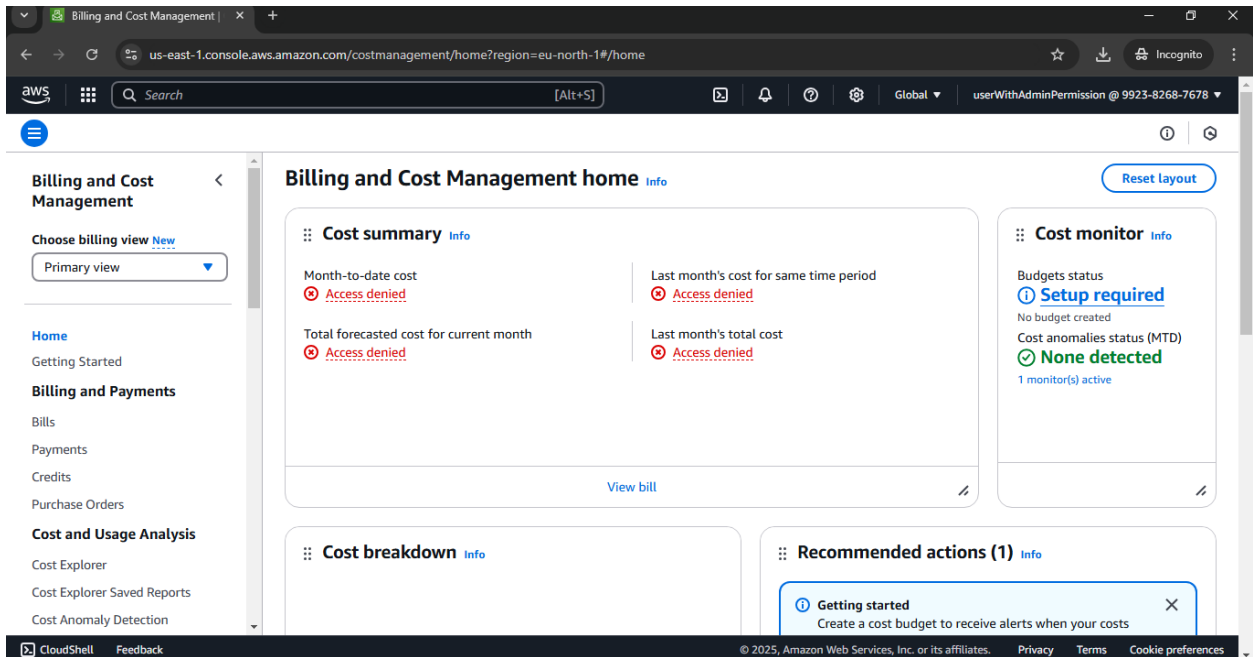 Billing and Cost Management |
us-east-1.console.aws.amazon.com/costmanagement/home?region=eu-north-1#/home
Incognito
aws
Search
[Alt+S]
Global
userWithAdminPermission @ 9923-8268-7678
Billing and Cost
Management
Choose billing view New
Primary view
Home
Getting Started
Billing and Payments
Bills
Payments
Credits
Purchase Orders
Cost and Usage Analysis
Cost Explorer
Cost Explorer Saved Reports
Cost Anomaly Detection
Billing and Cost Management home Info
Reset layout
Cost summary Info
Month-to-date cost
Access denied
Last month's cost for same time period
Access denied
Total forecasted cost for current month
Access denied
Last month's total cost
Access denied
View bill
Cost monitor Info
Budgets status
Setup required
No budget created
Cost anomalies status (MTD)
None detected
1 monitor(s) active
Cost breakdown Info
Recommended actions (1) Info
Getting started
Create a cost budget to receive alerts when your costs
CloudShell
Feedback
© 2025, Amazon Web Services, Inc. or its affiliates.
Privacy
Terms
Cookie preferences